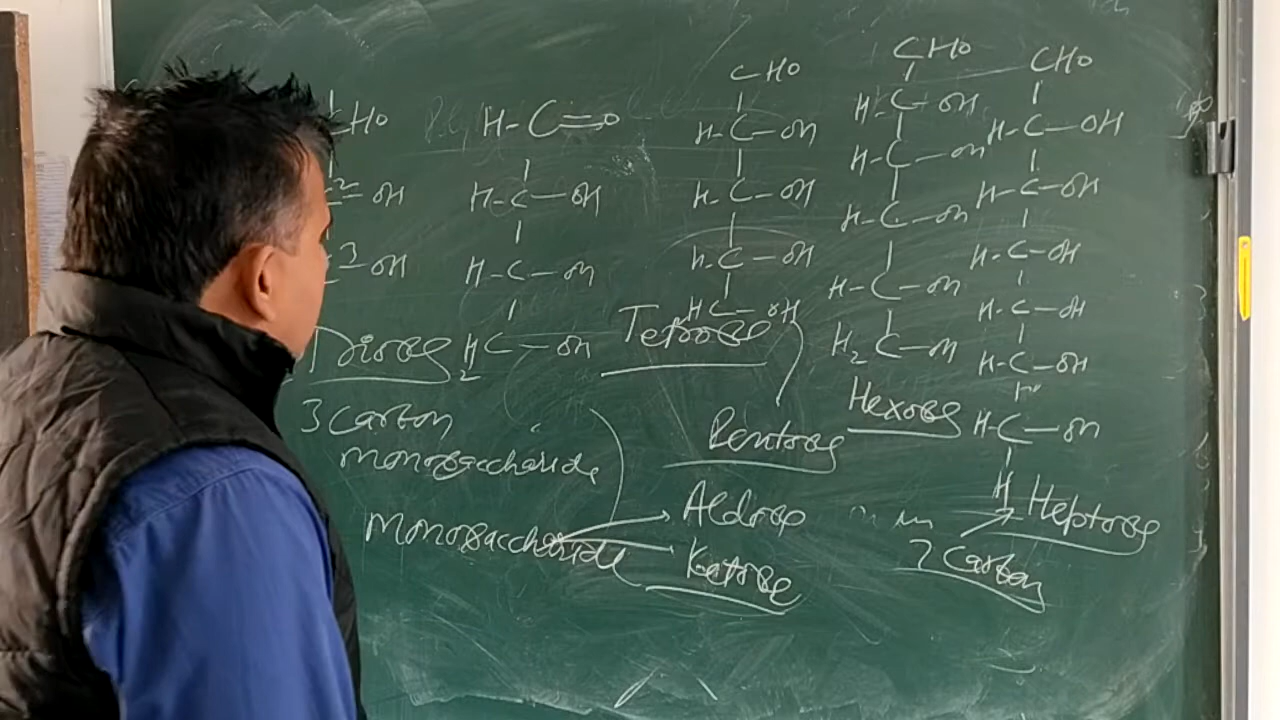 CHO
=OH
-OH
H-C=O
H-C-OH
H-C-OH
H2C-OH
CHO
H-C-OH
H-C-OH
H-C-OH
HC-OH
CHO
H-C-OH
H-C-OH
H-C-OH
H-C-OH
H2C-OH
CHO
H-C-OH
H-C-OH
H-C-OH
H-C-OH
H-C-OH
H-C-OH
H
Triose
Tetrose
Pentose
Hexose
Heptose
3 Carbon
monosaccharide
Monosaccharide
Aldose
Ketose
7 Carbon